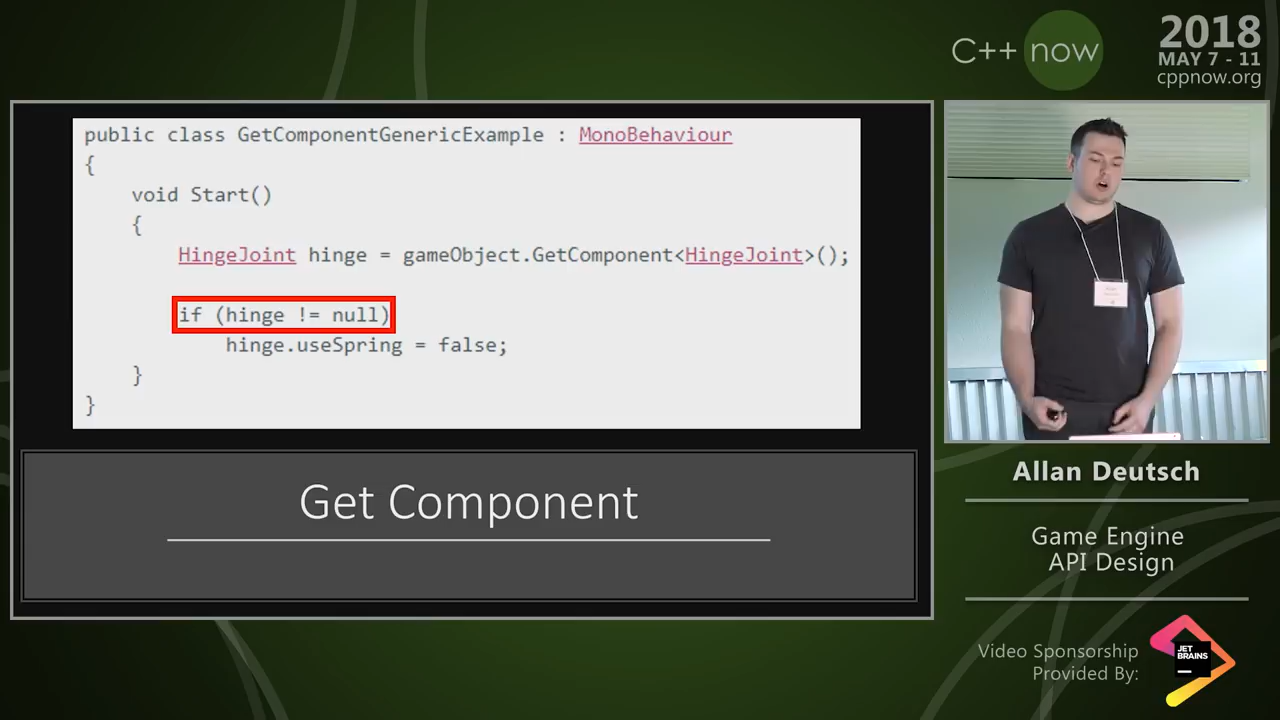 C++ now
2018
MAY 7 - 11
cppnow.org
public class GetComponentGenericExample : MonoBehaviour
{
void Start()
{
HingeJoint hinge = gameObject.GetComponent<HingeJoint>();
if (hinge != null)
hinge.useSpring = false;
}
}
Get Component
Allan Deutsch
Game Engine
API Design
Video Sponsorship
Provided By:
JET
BRAINS